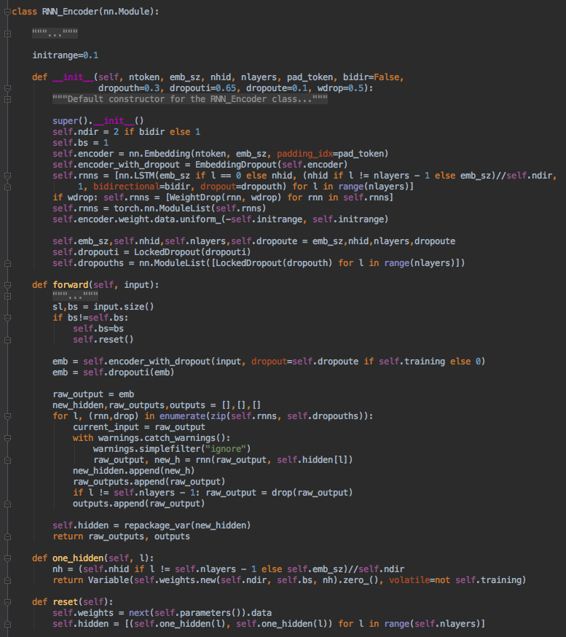 class RNN_Encoder(nn.Module):
"""..."""
initrange=0.1
def __init__(self, ntoken, emb_sz, nhid, nlayers, pad_token, bidir=False,
dropouth=0.3, dropouti=0.65, dropoute=0.1, wdrop=0.5):
"""Default constructor for the RNN_Encoder class..."""
super().__init__()
self.ndir = 2 if bidir else 1
self.bs = 1
self.encoder = nn.Embedding(ntoken, emb_sz, padding_idx=pad_token)
self.encoder_with_dropout = EmbeddingDropout(self.encoder)
self.rnns = [nn.LSTM(emb_sz if l == 0 else nhid, (nhid if l != nlayers - 1 else emb_sz)//self.ndir,
1, bidirectional=bidir, dropout=dropouth) for l in range(nlayers)]
if wdrop: self.rnns = [WeightDrop(rnn, wdrop) for rnn in self.rnns]
self.rnns = torch.nn.ModuleList(self.rnns)
self.encoder.weight.data.uniform_(-self.initrange, self.initrange)
self.emb_sz,self.nhid,self.nlayers,self.dropoute = emb_sz,nhid,nlayers,dropoute
self.dropouti = LockedDropout(dropouti)
self.dropouths = nn.ModuleList([LockedDropout(dropouth) for l in range(nlayers)])
def forward(self, input):
"""..."""
sl,bs = input.size()
if bs!=self.bs:
self.bs=bs
self.reset()
emb = self.encoder_with_dropout(input, dropout=self.dropoute if self.training else 0)
emb = self.dropouti(emb)
raw_output = emb
new_hidden,raw_outputs,outputs = [],[],[]
for l, (rnn,drop) in enumerate(zip(self.rnns, self.dropouths)):
current_input = raw_output
with warnings.catch_warnings():
warnings.simplefilter("ignore")
raw_output, new_h = rnn(raw_output, self.hidden[l])
new_hidden.append(new_h)
raw_outputs.append(raw_output)
if l != self.nlayers - 1: raw_output = drop(raw_output)
outputs.append(raw_output)
self.hidden = repackage_var(new_hidden)
return raw_outputs, outputs
def one_hidden(self, l):
nh = (self.nhid if l != self.nlayers - 1 else self.emb_sz)//self.ndir
return Variable(self.weights.new(self.ndir, self.bs, nh).zero_(), volatile=not self.training)
def reset(self):
self.weights = next(self.parameters()).data
self.hidden = [(self.one_hidden(l), self.one_hidden(l)) for l in range(self.nlayers)]